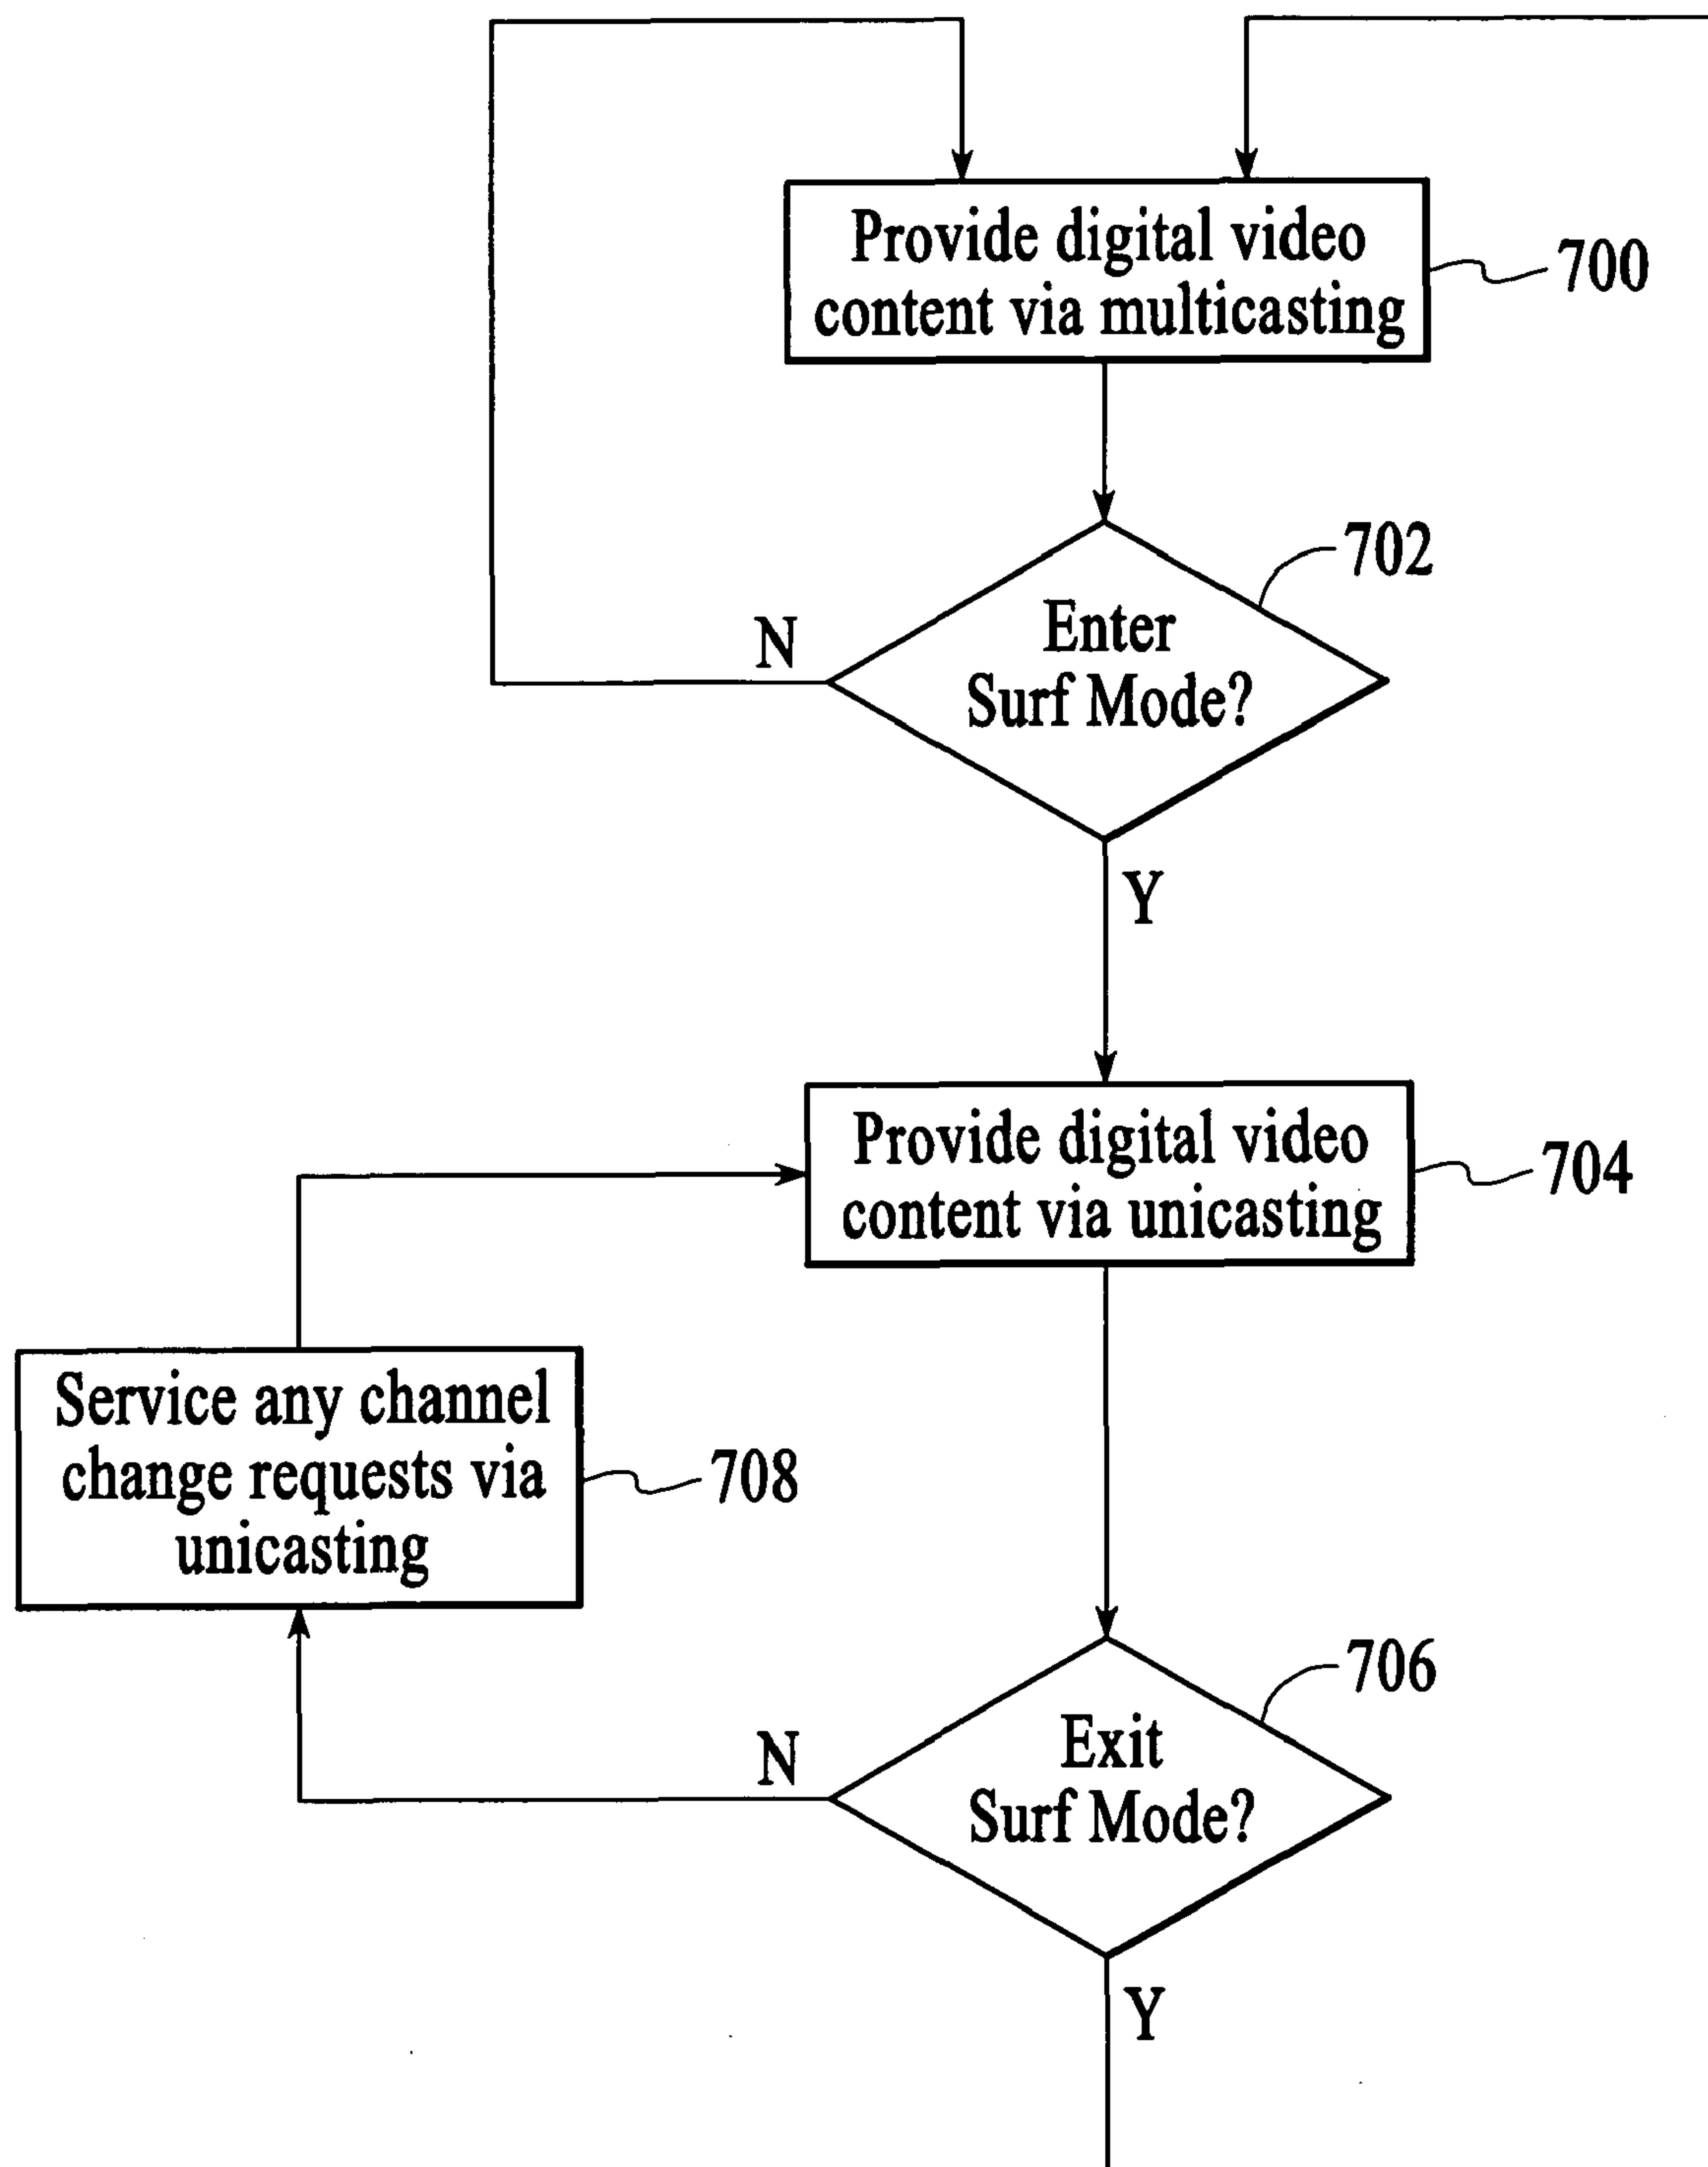 Provide digital video
content via multicasting
700
702
Enter
Surf Mode?
N
Y
Provide digital video
content via unicasting
704
Service any channel
change requests via
unicasting
708
706
Exit
Surf Mode?
N
Y